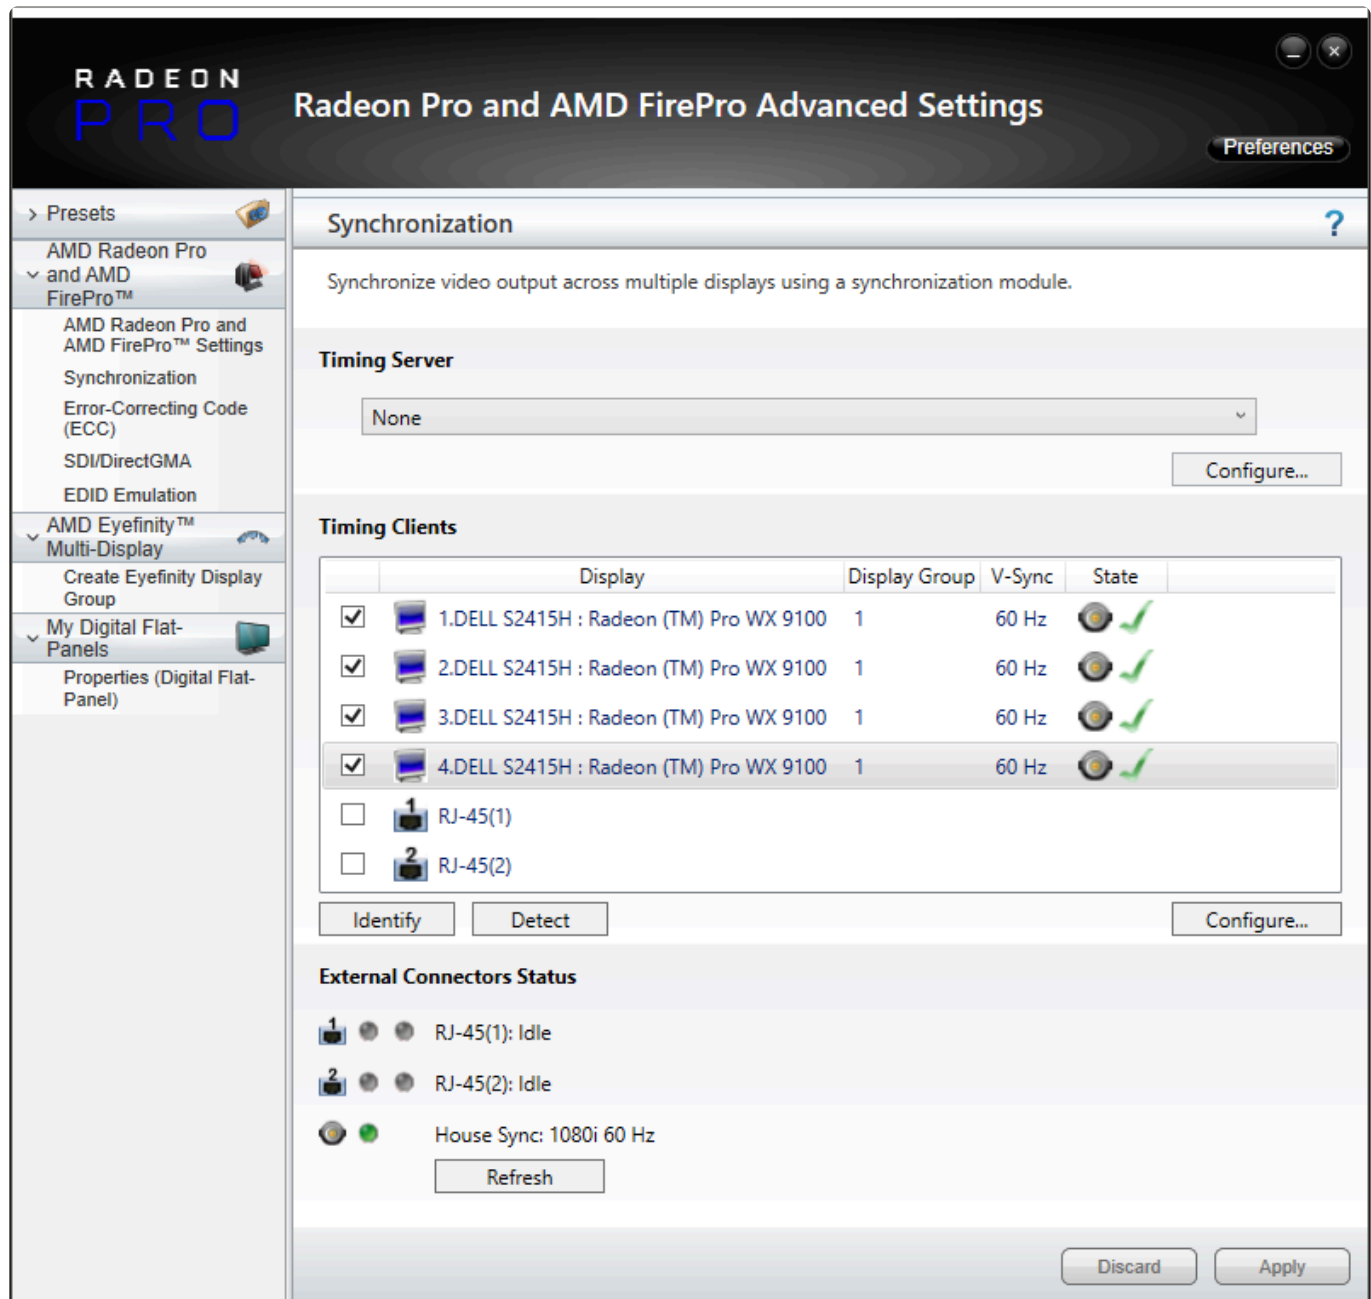 RADEON
PRO
Radeon Pro and AMD FirePro Advanced Settings
Preferences
Presets
AMD Radeon Pro
and AMD
FirePro™
AMD Radeon Pro and
AMD FirePro™ Settings
Synchronization
Error-Correcting Code
(ECC)
SDI/DirectGMA
EDID Emulation
AMD Eyefinity™
Multi-Display
Create Eyefinity Display
Group
My Digital Flat-
Panels
Properties (Digital Flat-
Panel)
Synchronization ?
Synchronize video output across multiple displays using a synchronization module.
Timing Server
None
Configure...
Timing Clients
Display Display Group V-Sync State
1.DELL S2415H : Radeon (TM) Pro WX 9100 1 60 Hz
2.DELL S2415H : Radeon (TM) Pro WX 9100 1 60 Hz
3.DELL S2415H : Radeon (TM) Pro WX 9100 1 60 Hz
4.DELL S2415H : Radeon (TM) Pro WX 9100 1 60 Hz
1 RJ-45(1)
2 RJ-45(2)
Identify Detect Configure...
External Connectors Status
1 RJ-45(1): Idle
2 RJ-45(2): Idle
House Sync: 1080i 60 Hz
Refresh
Discard Apply